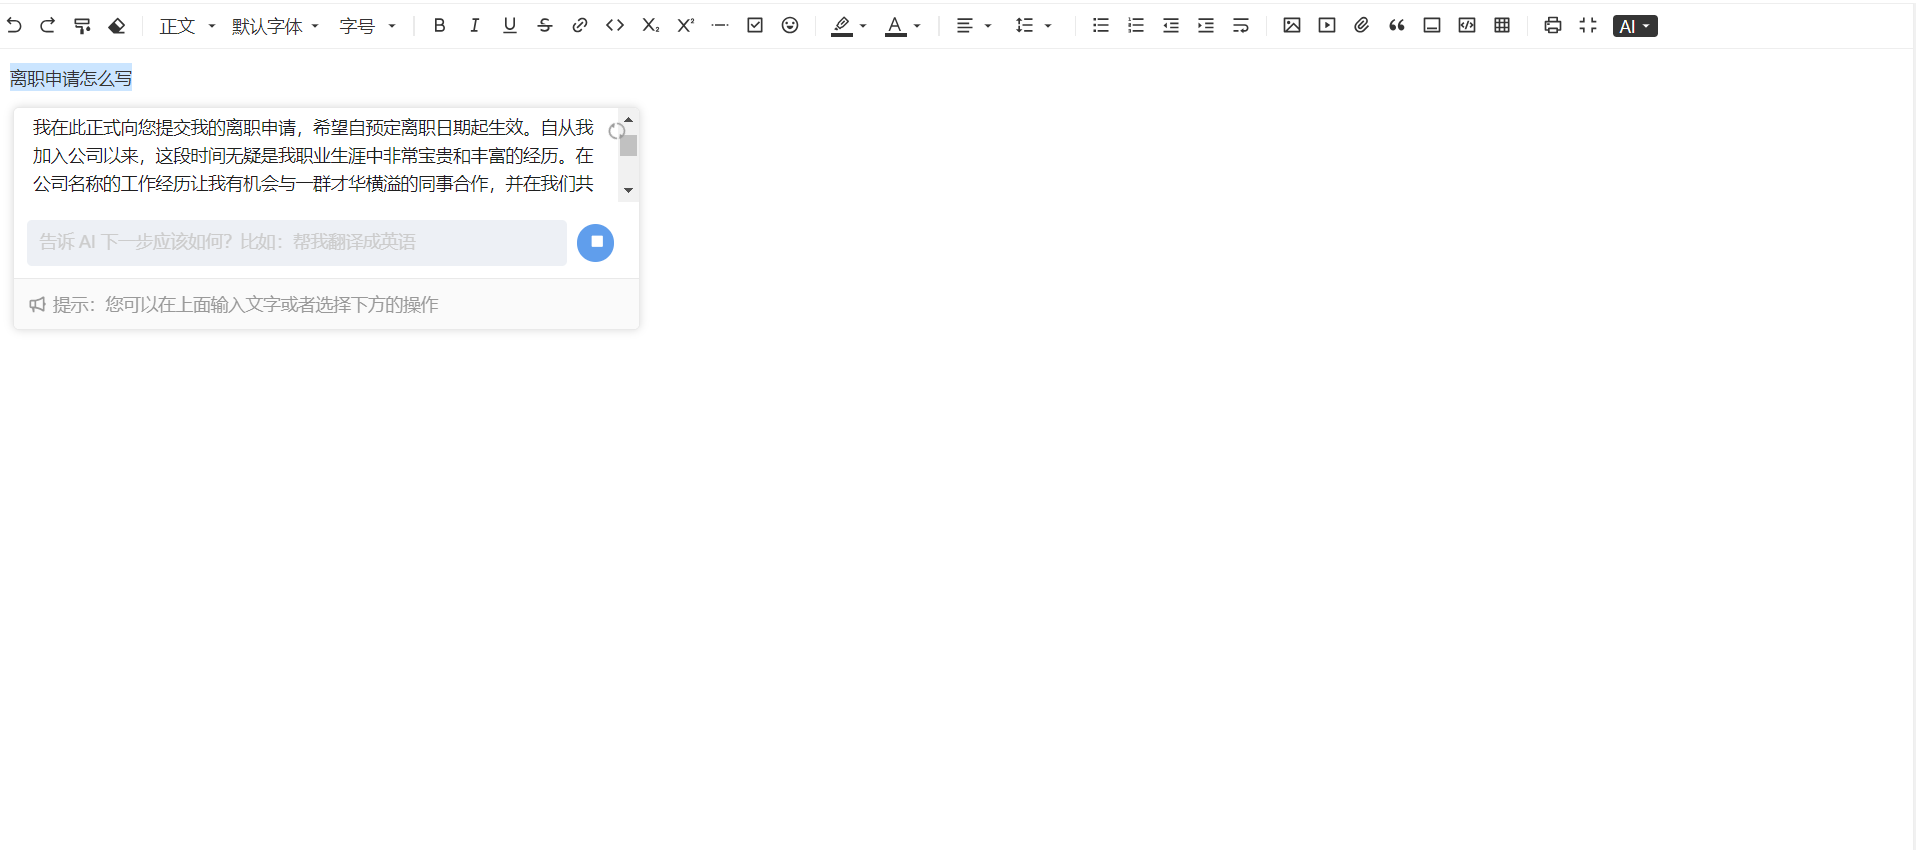 正文 默认字体 字号 AI
离职申请怎么写
我在此正式向您提交我的离职申请，希望自预定离职日期起生效。自从我
加入公司以来，这段时间无疑是我职业生涯中非常宝贵和丰富的经历。在
公司名称的工作经历让我有机会与一群才华横溢的同事合作，并在我们共
告诉 AI 下一步应该如何？比如：帮我翻译成英语
提示：您可以在上面输入文字或者选择下方的操作